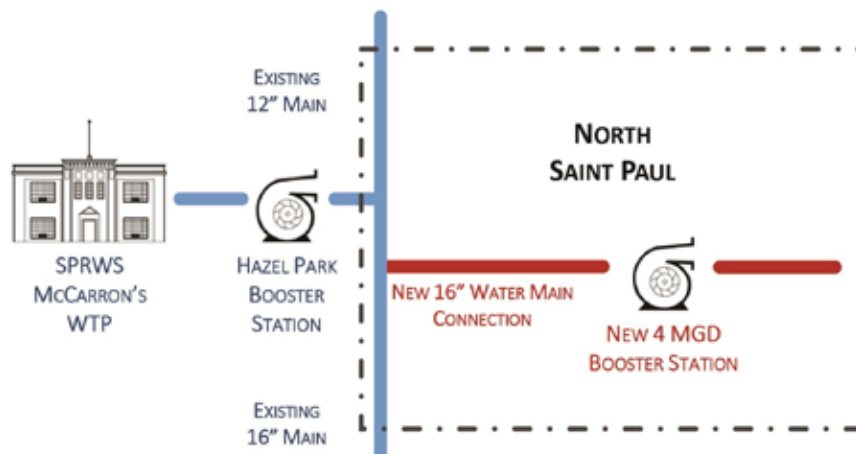 EXISTING
12" MAIN
NORTH
SAINT PAUL
SPRWS
MCCARRON'S
WTP
HAZEL PARK
BOOSTER
STATION
NEW 16" WATER MAIN
CONNECTION
NEW 4 MGD
BOOSTER STATION
EXISTING
16" MAIN